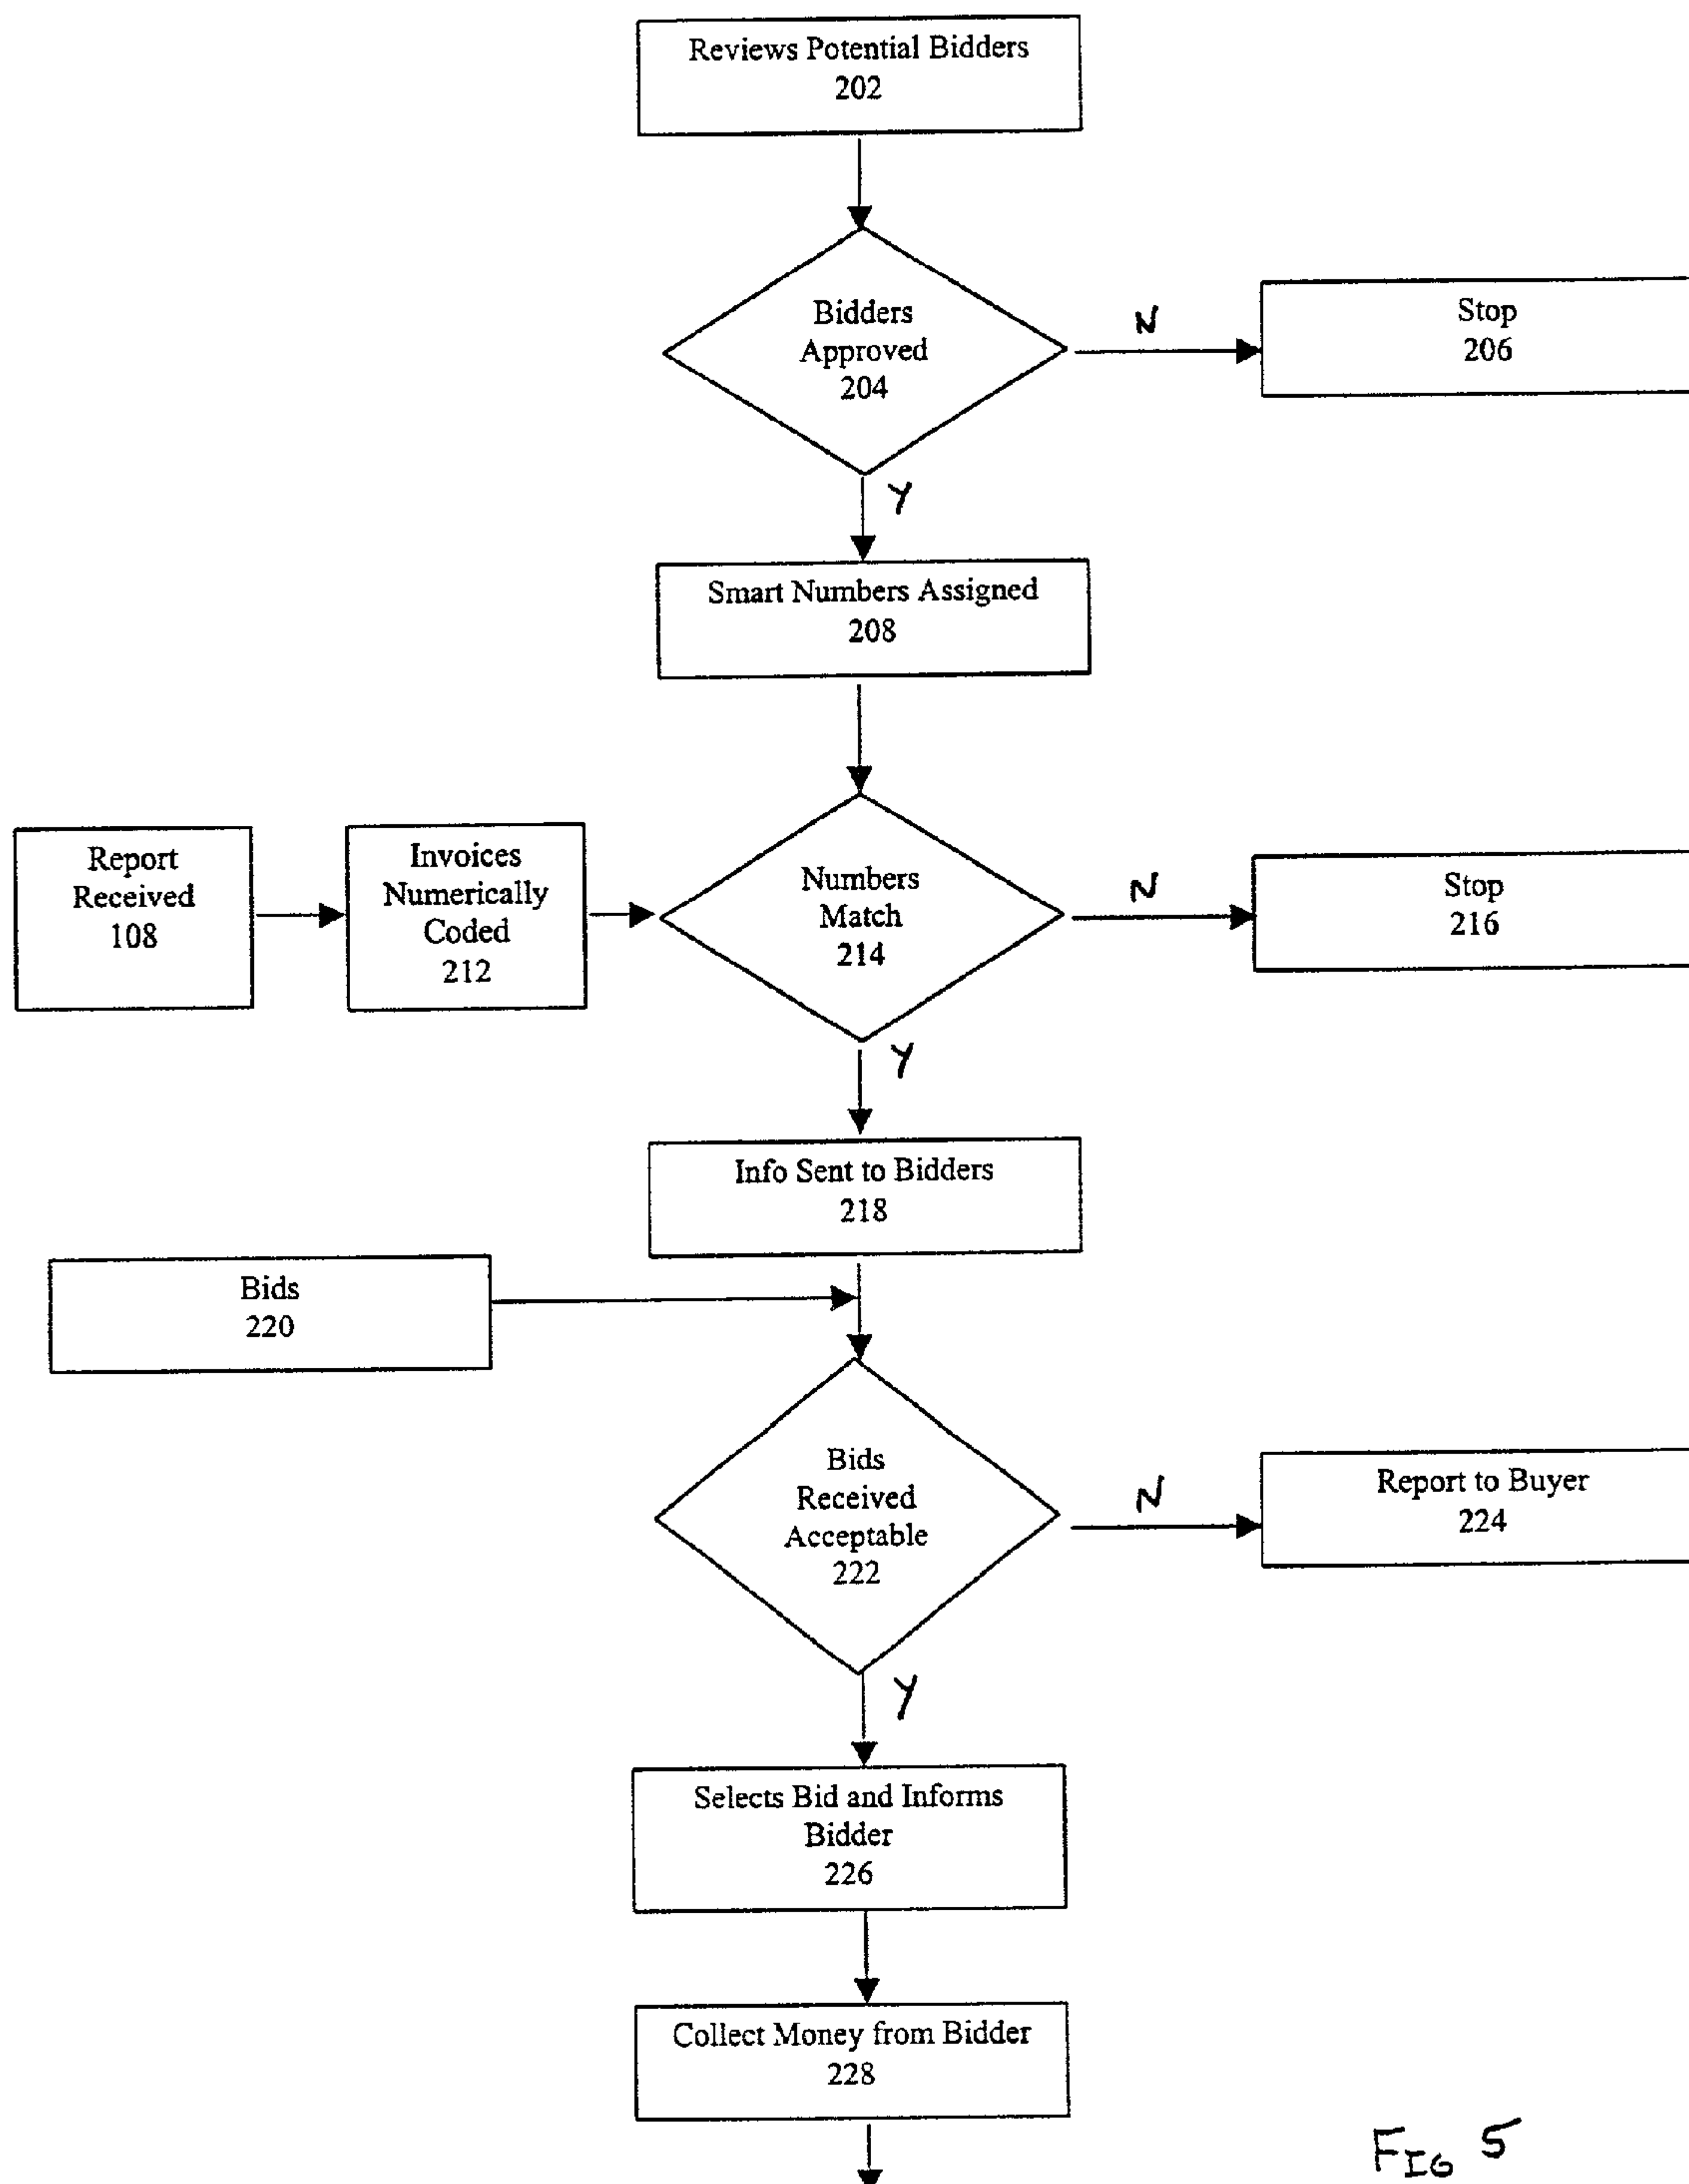 Reviews Potential Bidders
202
Bidders
Approved
204
N
Stop
206
Y
Smart Numbers Assigned
208
Report
Received
108
Invoices
Numerically
Coded
212
Numbers
Match
214
N
Stop
216
Y
Info Sent to Bidders
218
Bids
220
Bids
Received
Acceptable
222
N
Report to Buyer
224
Y
Selects Bid and Informs
Bidder
226
Collect Money from Bidder
228
FIG 5